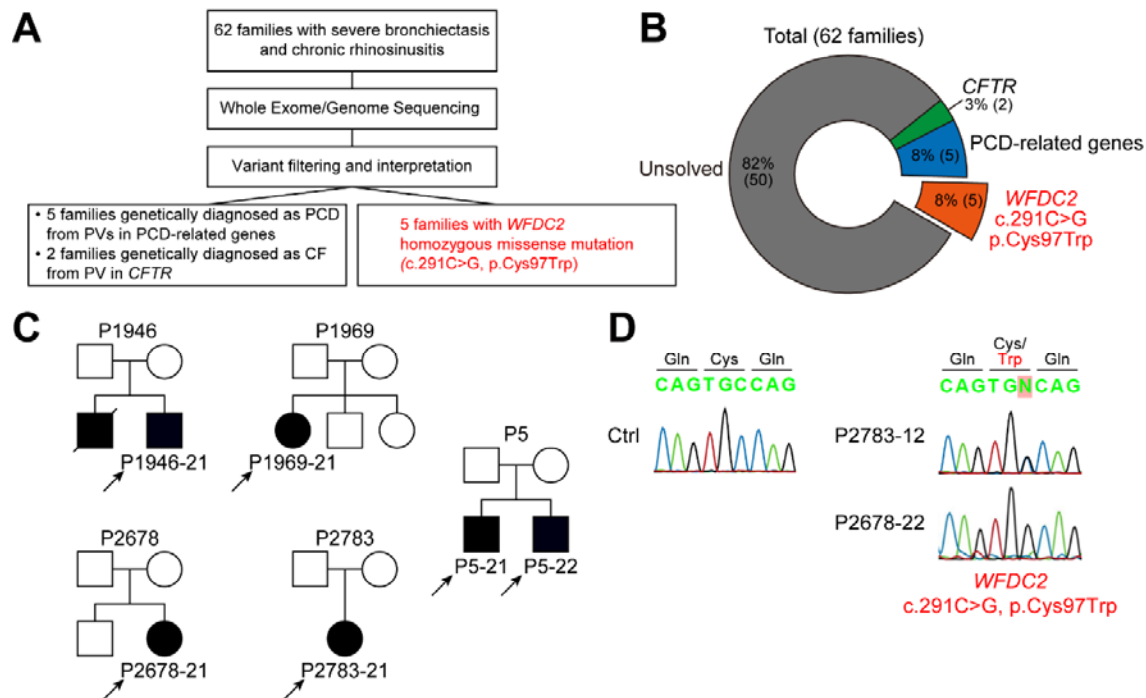 A
62 families with severe bronchiectasis
and chronic rhinosinusitis
Whole Exome/Genome Sequencing
Variant filtering and interpretation
• 5 families genetically diagnosed as PCD
from PVs in PCD-related genes
• 2 families genetically diagnosed as CF
from PV in CFTR
5 families with WFDC2
homozygous missense mutation
(c.291C>G, p.Cys97Trp)
B
Total (62 families)
CFTR
3% (2)
PCD-related genes
8% (5)
Unsolved
82%
(50)
8% (5)
WFDC2
c.291C>G
p.Cys97Trp
C
P1946
P1946-21
P1969
P1969-21
P5
P5-21
P5-22
P2678
P2678-21
P2783
P2783-21
D
Gln Cys Gln
CAGTGCCAG
Ctrl
Cys/
Gln Trp Gln
CAGTGNCAG
P2783-12
P2678-22
WFDC2
c.291C>G, p.Cys97Trp